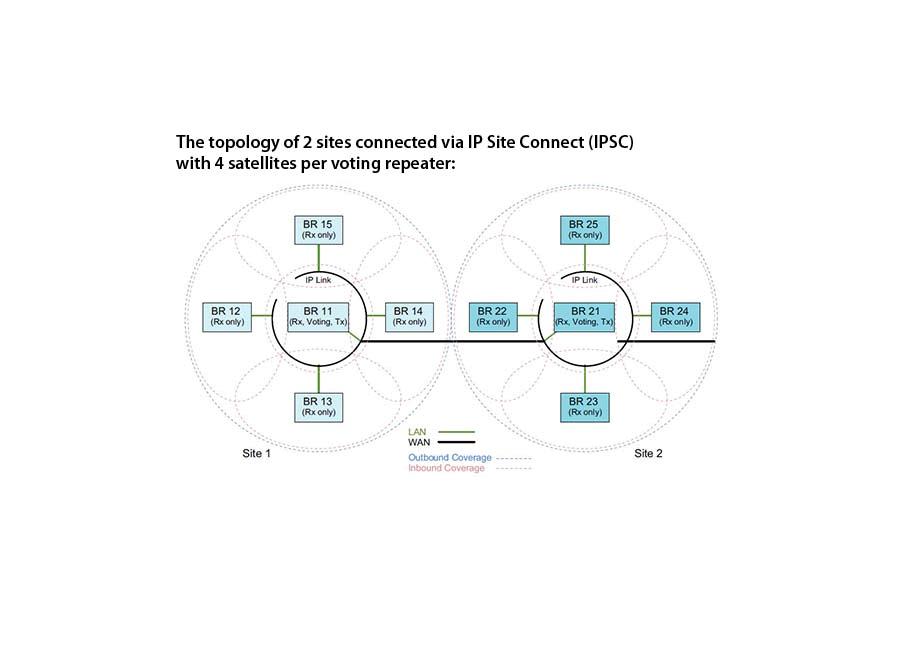 The topology of 2 sites connected via IP Site Connect (IPSC)
with 4 satellites per voting repeater:
BR 15
(Rx only)
IP Link
BR 12
(Rx only)
BR 11
(Rx, Voting, Tx)
BR 14
(Rx only)
BR 13
(Rx only)
Site 1
BR 25
(Rx only)
IP Link
BR 22
(Rx only)
BR 21
(Rx, Voting, Tx)
BR 24
(Rx only)
BR 23
(Rx only)
Site 2
LAN
WAN
Outbound Coverage
Inbound Coverage